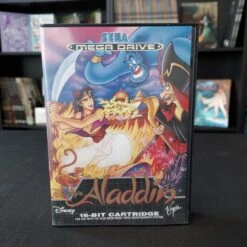 SEGA
MEGA DRIVE
Aladdin
Disney
16-BIT CARTRIDGE
Virgin